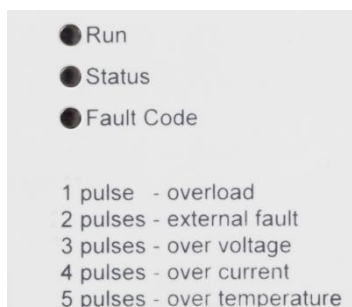 Run
Status
Fault Code
1 pulse - overload
2 pulses - external fault
3 pulses - over voltage
4 pulses - over current
5 pulses - over temperature